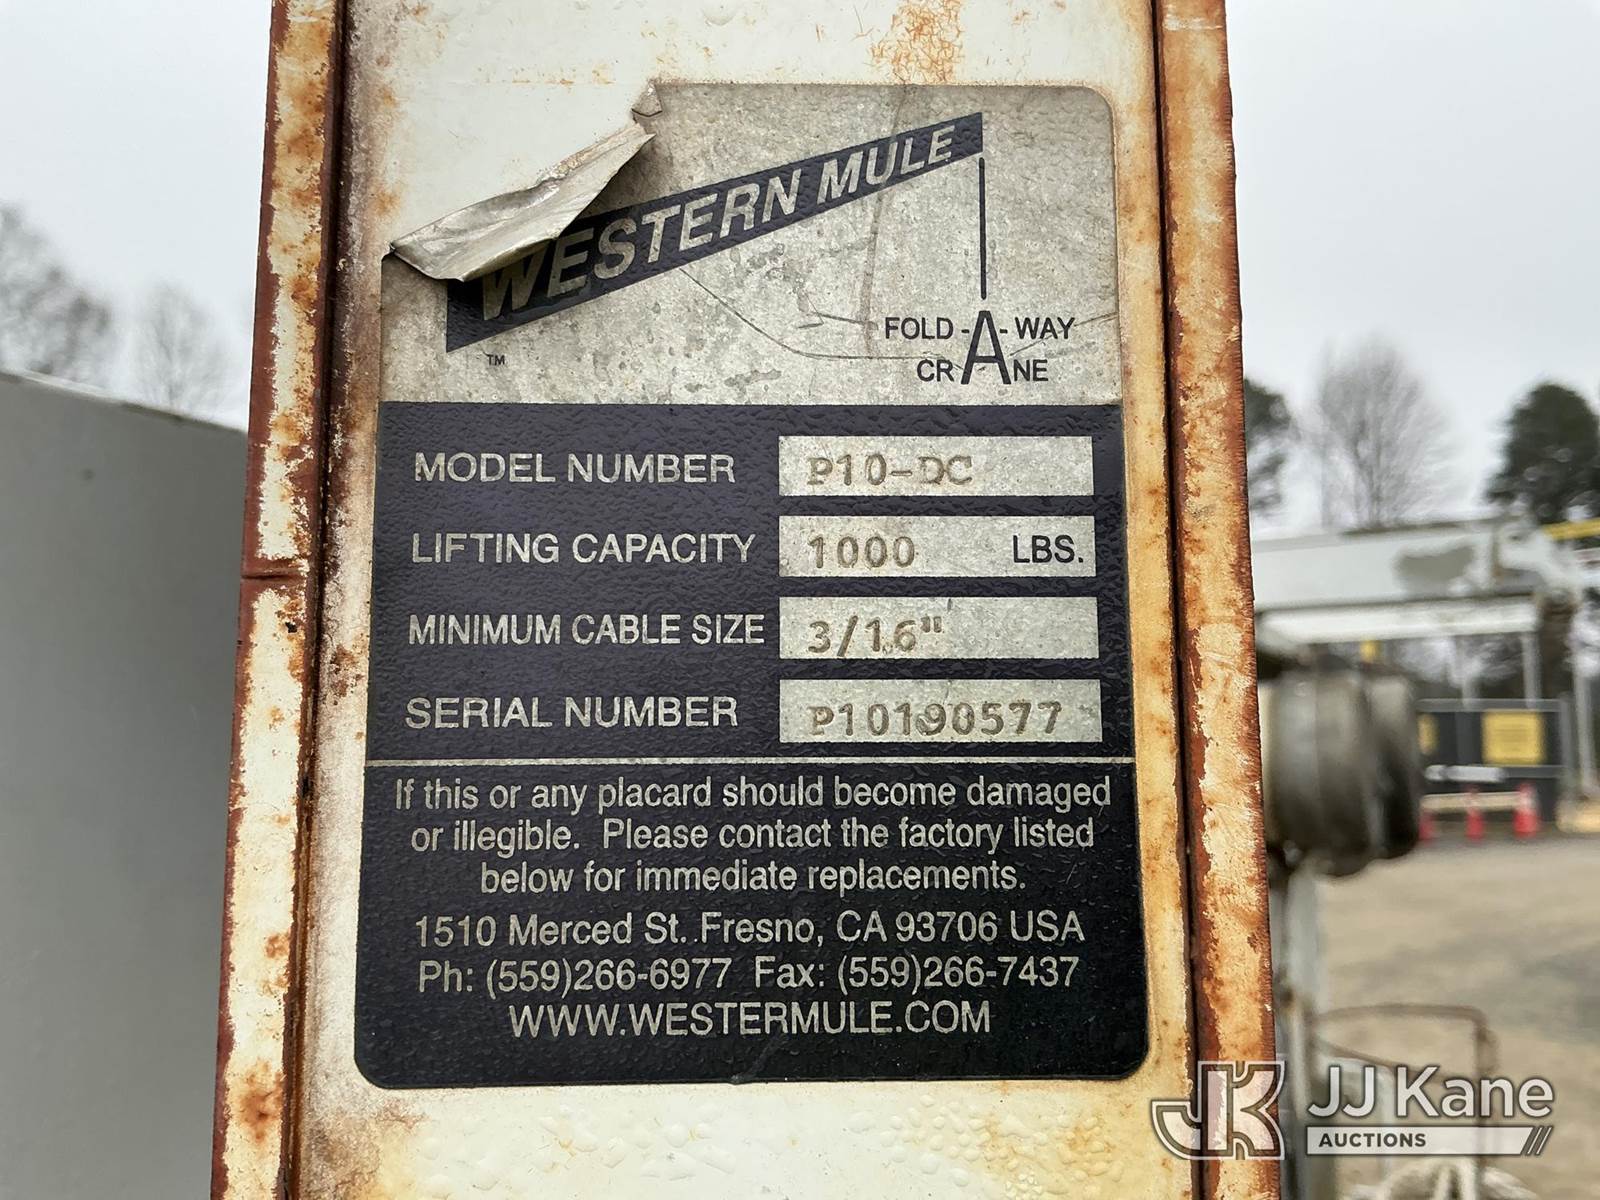 WESTERN MULE
FOLD-A-WAY
CRANE
TM
MODEL NUMBER P10-DC
LIFTING CAPACITY 1000 LBS.
MINIMUM CABLE SIZE 3/16"
SERIAL NUMBER P10190577
If this or any placard should become damaged
or illegible. Please contact the factory listed
below for immediate replacements.
1510 Merced St. Fresno, CA 93706 USA
Ph: (559)266-6977 Fax: (559)266-7437
WWW.WESTERMULE.COM
JK JJ Kane
AUCTIONS